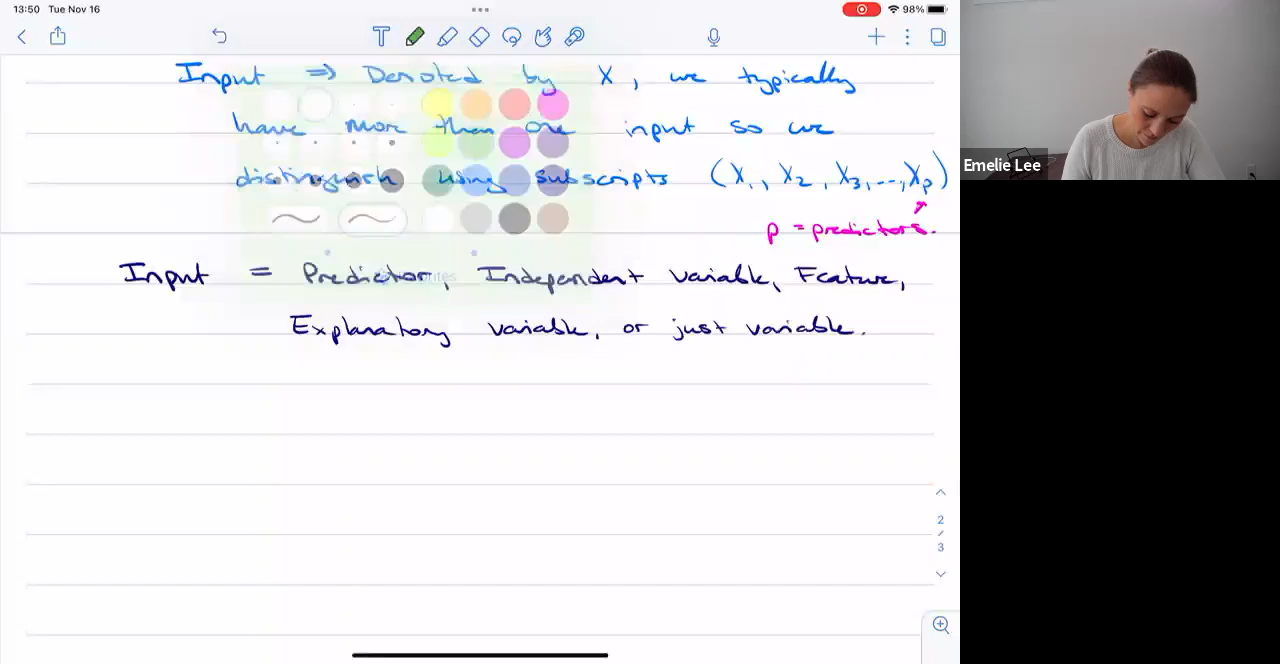 13:50 Tue Nov 16
98%
Input ⇒ Denoted by X, we typically
have more than one input so we
distinguish using subscripts (X₁, X₂, X₃, ..., Xp)
p = predictors.
Input = Predictor, Independent variable, Feature,
Explanatory variable, or just variable.
2
/
3
Emelie Lee